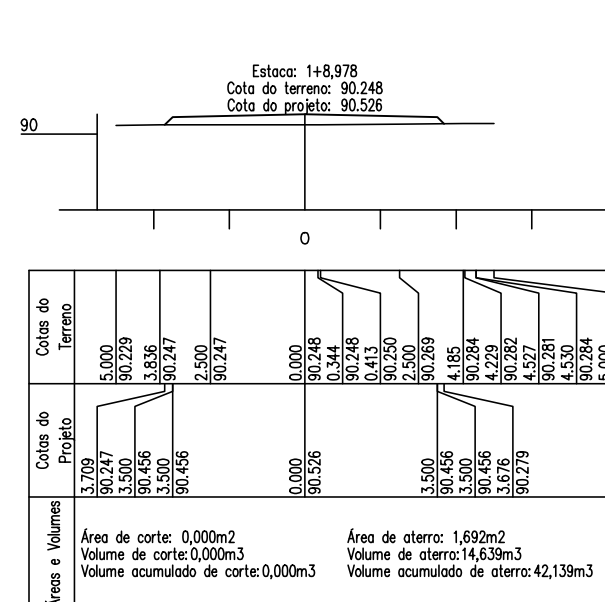 Estaca: 1+8,978
Cota do terreno: 90.248
Cota do projeto: 90.526
90
0
Cotas do
Terreno
5.000
90.229
3.836
90.247
2.500
90.247
0.000
90.248
0.344
90.248
0.413
90.250
2.500
90.269
4.185
90.284
4.229
90.282
4.527
90.281
4.530
90.284
5.000
Cotas do
Projeto
3.709
90.247
3.500
90.456
3.500
90.456
0.000
90.526
3.500
90.456
3.500
90.456
3.676
90.279
Áreas e Volumes
Área de corte: 0,000m2
Volume de corte:0,000m3
Volume acumulado de corte:0,000m3
Área de aterro: 1,692m2
Volume de aterro:14,639m3
Volume acumulado de aterro:42,139m3